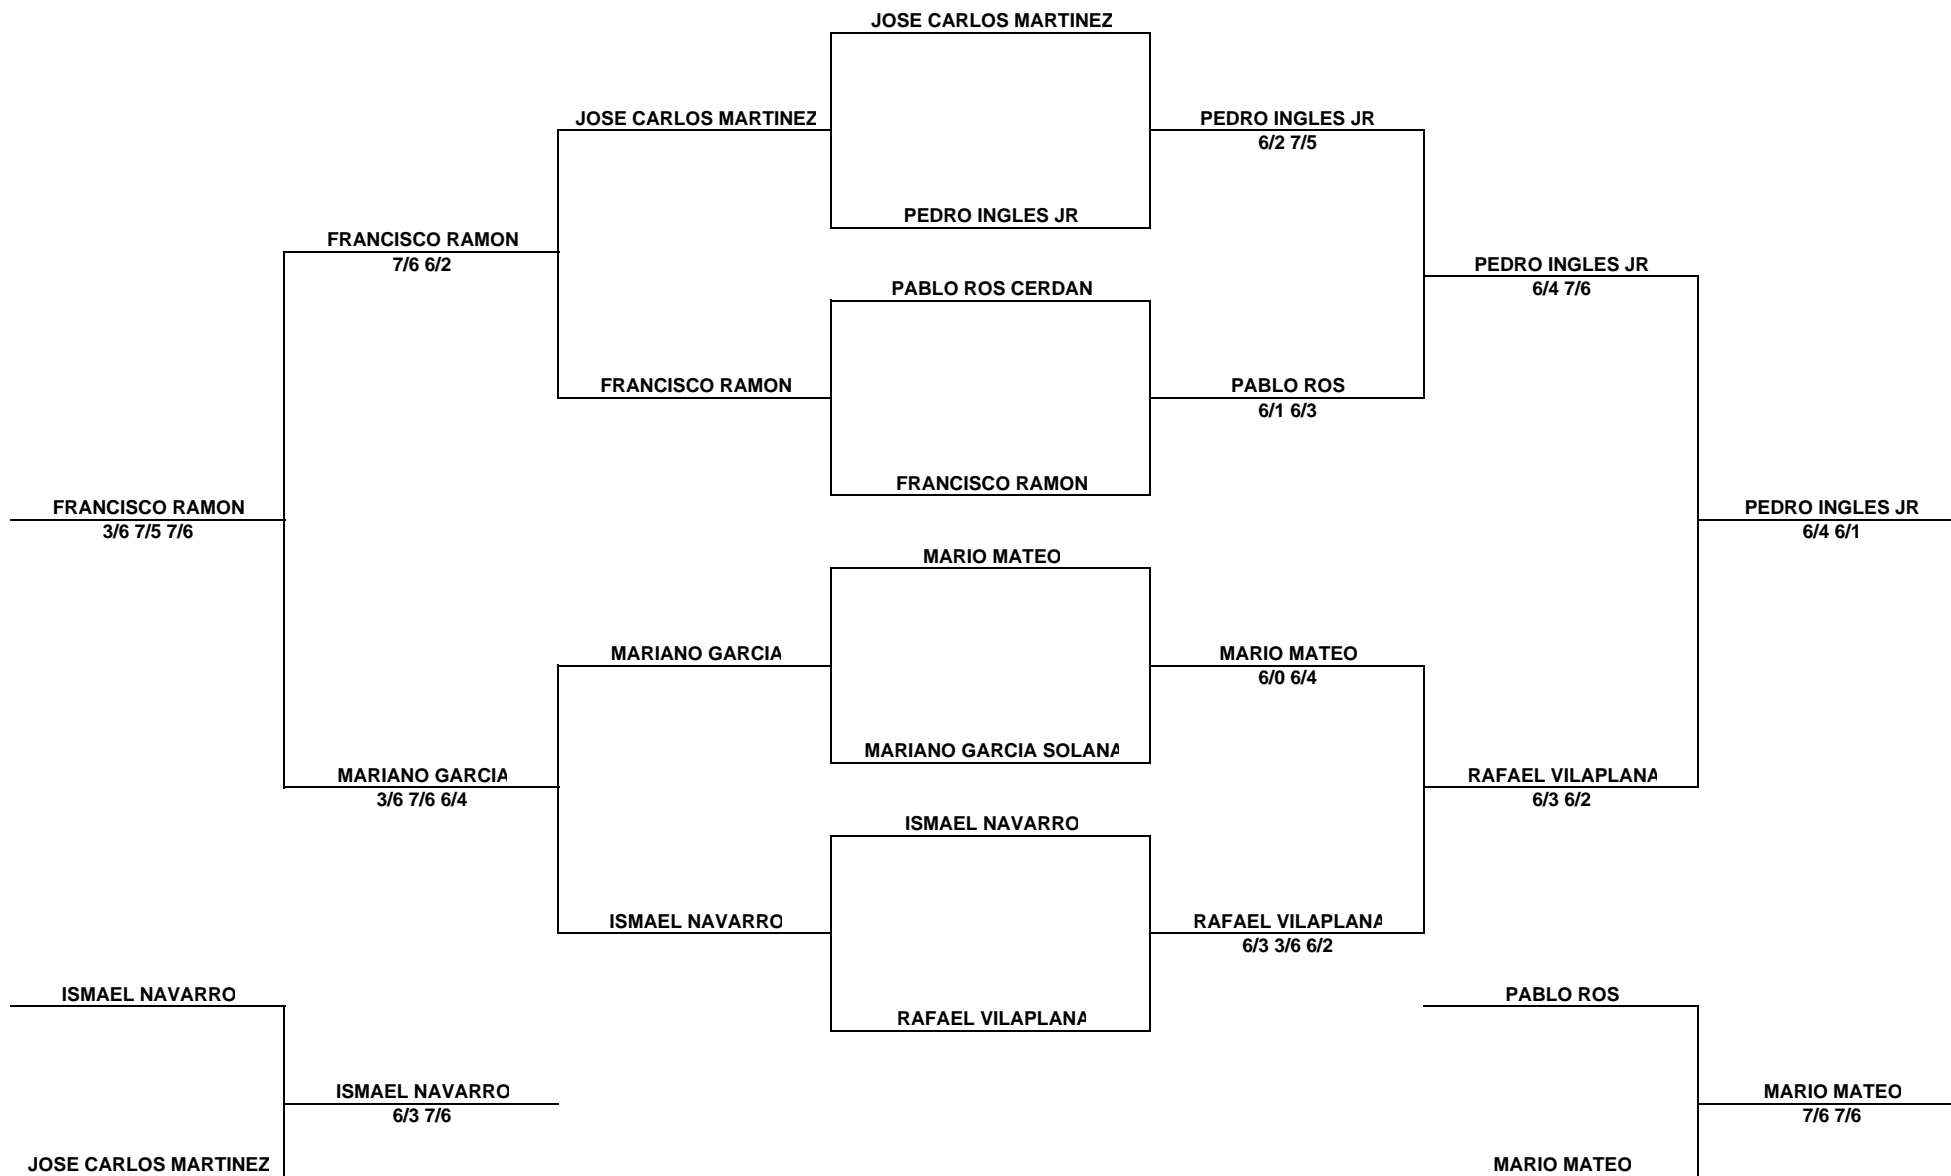 JOSE CARLOS MARTINEZ
JOSE CARLOS MARTINEZ
PEDRO INGLES JR
6/2 7/5
PEDRO INGLES JR
FRANCISCO RAMON
7/6 6/2
PEDRO INGLES JR
6/4 7/6
PABLO ROS CERDAN
FRANCISCO RAMON
PABLO ROS
6/1 6/3
FRANCISCO RAMON
FRANCISCO RAMON
3/6 7/5 7/6
PEDRO INGLES JR
6/4 6/1
MARIO MATEO
MARIANO GARCIA
MARIO MATEO
6/0 6/4
MARIANO GARCIA SOLANA
MARIANO GARCIA
3/6 7/6 6/4
RAFAEL VILAPLANA
6/3 6/2
ISMAEL NAVARRO
ISMAEL NAVARRO
RAFAEL VILAPLANA
6/3 3/6 6/2
ISMAEL NAVARRO
PABLO ROS
RAFAEL VILAPLANA
ISMAEL NAVARRO
6/3 7/6
MARIO MATEO
7/6 7/6
JOSE CARLOS MARTINEZ
MARIO MATEO